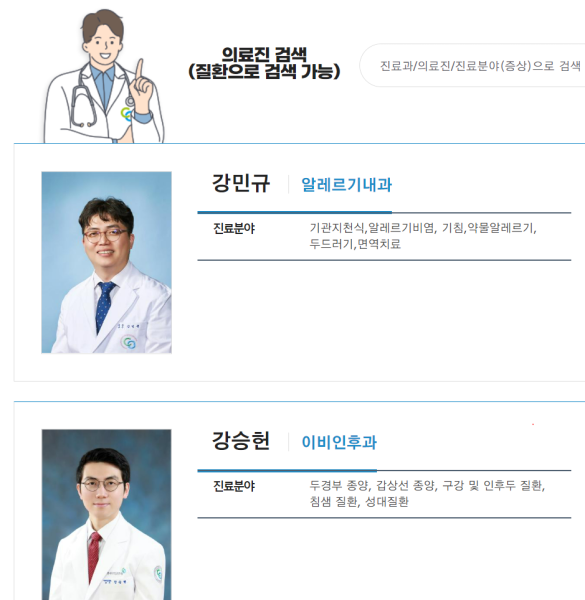 의료진 검색
(질환으로 검색 가능)
진료과/의료진/진료분야(증상)으로 검색
강민규
알레르기내과
진료분야
기관지천식,알레르기비염, 기침,약물알레르기,
두드러기,면역치료
강승헌
이비인후과
진료분야
두경부 종양, 갑상선 종양, 구강 및 인후두 질환,
침샘 질환, 성대질환